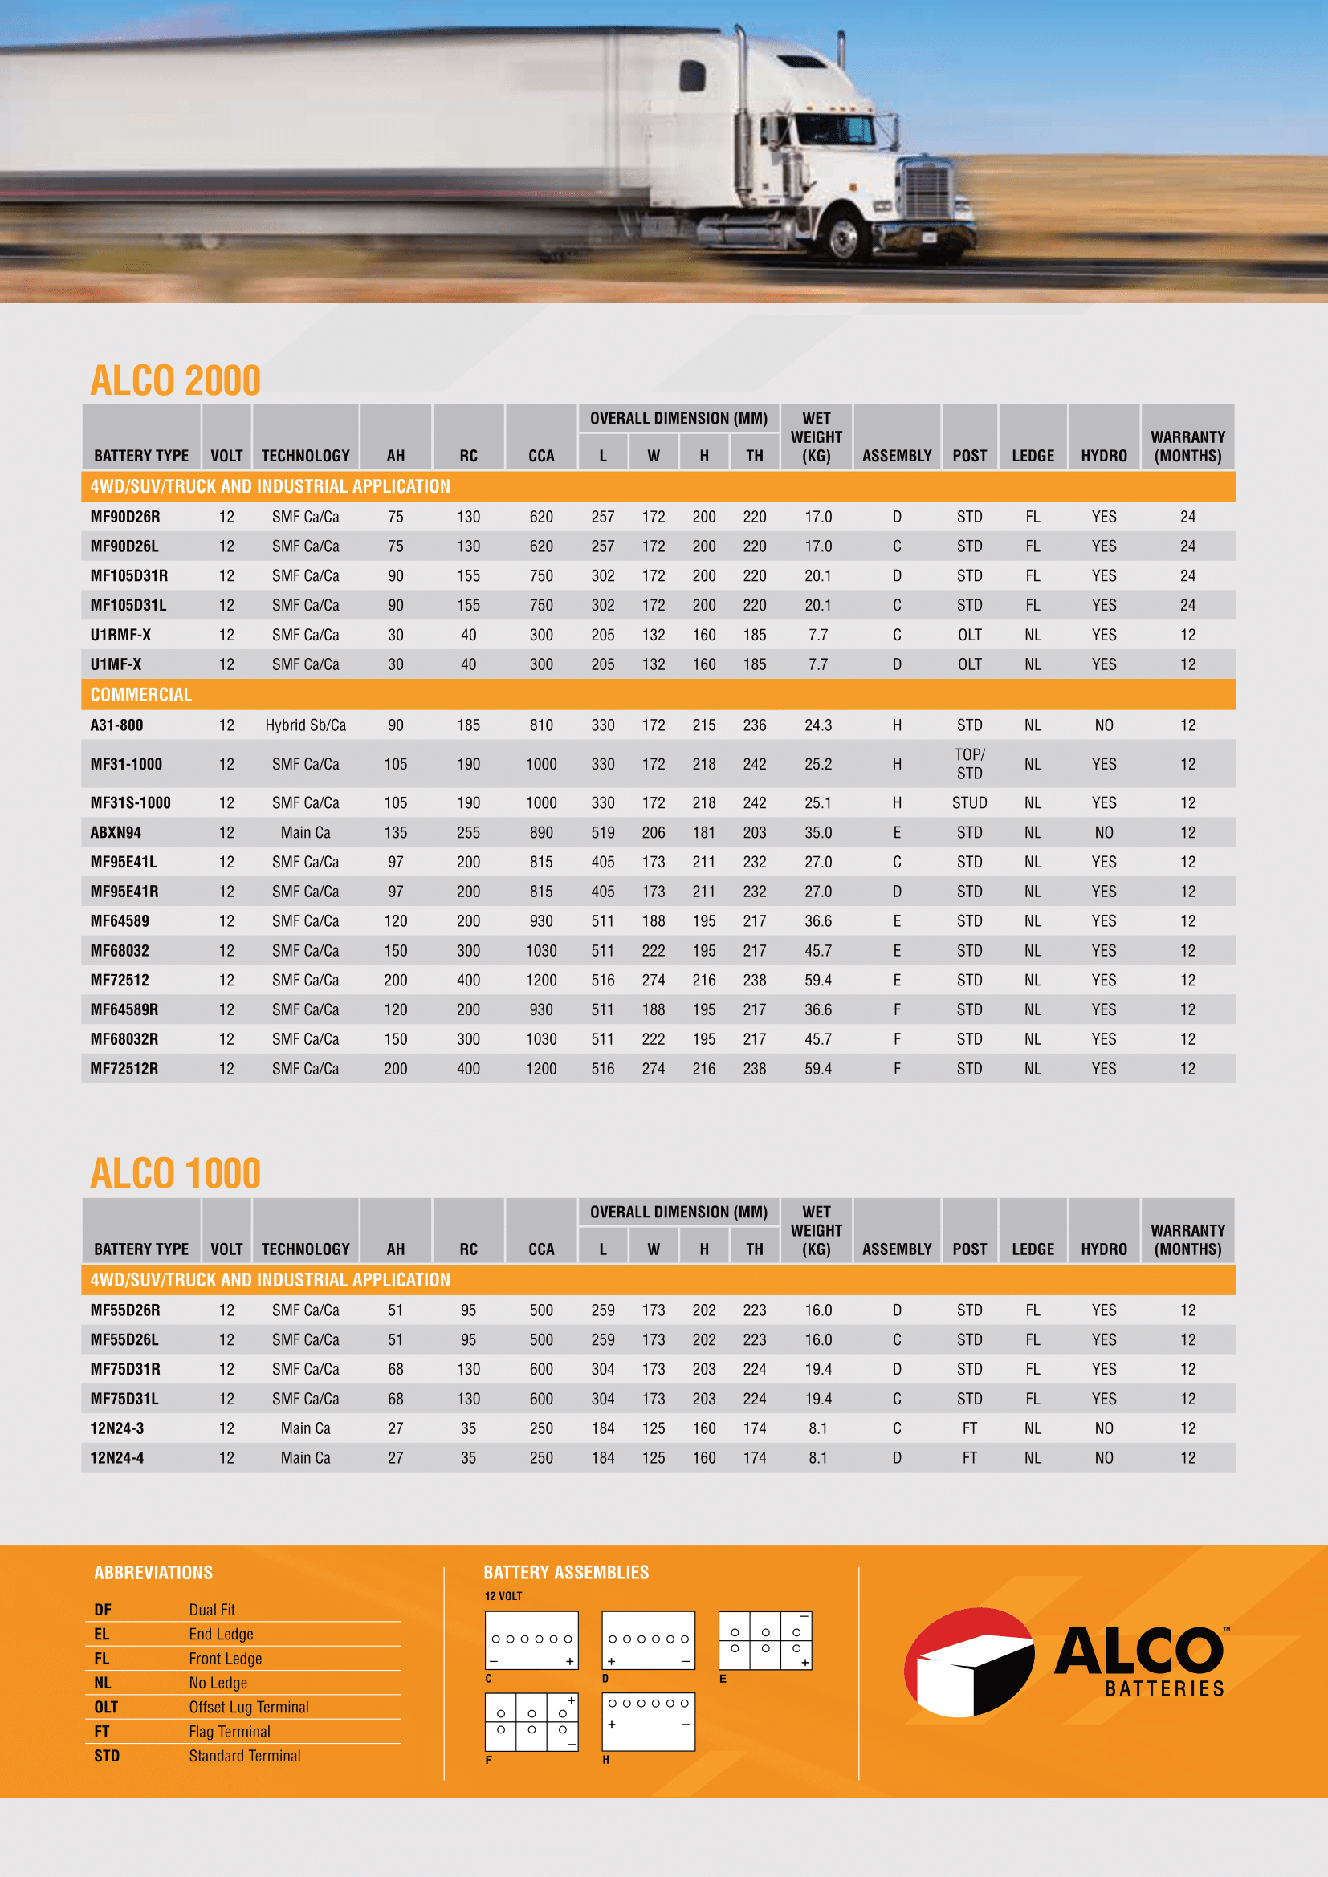 ALCO 2000
OVERALL DIMENSION (MM) WET WEIGHT (KG) WARRANTY (MONTHS)
BATTERY TYPE VOLT TECHNOLOGY AH RC CCA L W H TH ASSEMBLY POST LEDGE HYDRO
4WD/SUV/TRUCK AND INDUSTRIAL APPLICATION
MF90D26R 12 SMF Ca/Ca 75 130 620 257 172 200 220 17.0 D STD FL YES 24
MF90D26L 12 SMF Ca/Ca 75 130 620 257 172 200 220 17.0 C STD FL YES 24
MF105D31R 12 SMF Ca/Ca 90 155 750 302 172 200 220 20.1 D STD FL YES 24
MF105D31L 12 SMF Ca/Ca 90 155 750 302 172 200 220 20.1 C STD FL YES 24
U1RMF-X 12 SMF Ca/Ca 30 40 300 205 132 160 185 7.7 C OLT NL YES 12
U1MF-X 12 SMF Ca/Ca 30 40 300 205 132 160 185 7.7 D OLT NL YES 12
COMMERCIAL
A31-800 12 Hybrid Sb/Ca 90 185 810 330 172 215 236 24.3 H STD NL NO 12
MF31-1000 12 SMF Ca/Ca 105 190 1000 330 172 218 242 25.2 H TOP/ STD NL YES 12
MF31S-1000 12 SMF Ca/Ca 105 190 1000 330 172 218 242 25.1 H STUD NL YES 12
ABXN94 12 Main Ca 135 255 890 519 206 181 203 35.0 E STD NL NO 12
MF95E41L 12 SMF Ca/Ca 97 200 815 405 173 211 232 27.0 C STD NL YES 12
MF95E41R 12 SMF Ca/Ca 97 200 815 405 173 211 232 27.0 D STD NL YES 12
MF64589 12 SMF Ca/Ca 120 200 930 511 188 195 217 36.6 E STD NL YES 12
MF68032 12 SMF Ca/Ca 150 300 1030 511 222 195 217 45.7 E STD NL YES 12
MF72512 12 SMF Ca/Ca 200 400 1200 516 274 216 238 59.4 E STD NL YES 12
MF64589R 12 SMF Ca/Ca 120 200 930 511 188 195 217 36.6 F STD NL YES 12
MF68032R 12 SMF Ca/Ca 150 300 1030 511 222 195 217 45.7 F STD NL YES 12
MF72512R 12 SMF Ca/Ca 200 400 1200 516 274 216 238 59.4 F STD NL YES 12
ALCO 1000
OVERALL DIMENSION (MM) WET WEIGHT (KG) WARRANTY (MONTHS)
BATTERY TYPE VOLT TECHNOLOGY AH RC CCA L W H TH ASSEMBLY POST LEDGE HYDRO
4WD/SUV/TRUCK AND INDUSTRIAL APPLICATION
MF55D26R 12 SMF Ca/Ca 51 95 500 259 173 202 223 16.0 D STD FL YES 12
MF55D26L 12 SMF Ca/Ca 51 95 500 259 173 202 223 16.0 C STD FL YES 12
MF75D31R 12 SMF Ca/Ca 68 130 600 304 173 203 224 19.4 D STD FL YES 12
MF75D31L 12 SMF Ca/Ca 68 130 600 304 173 203 224 19.4 C STD FL YES 12
12N24-3 12 Main Ca 27 35 250 184 125 160 174 8.1 C FT NL NO 12
12N24-4 12 Main Ca 27 35 250 184 125 160 174 8.1 D FT NL NO 12
ABBREVIATIONS
DF Dual Fit
EL End Ledge
FL Front Ledge
NL No Ledge
OLT Offset Lug Terminal
FT Flag Terminal
STD Standard Terminal
BATTERY ASSEMBLIES
12 VOLT
− + + − − +
C D E
+ − + −
F H
ALCO™
BATTERIES